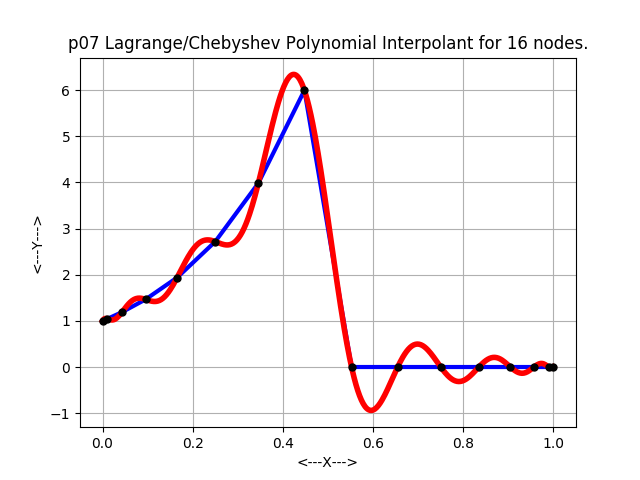 p07 Lagrange/Chebyshev Polynomial Interpolant for 16 nodes.
6
5
4
3
2
1
0
−1
<---Y--->
0.0 0.2 0.4 0.6 0.8 1.0
<---X--->